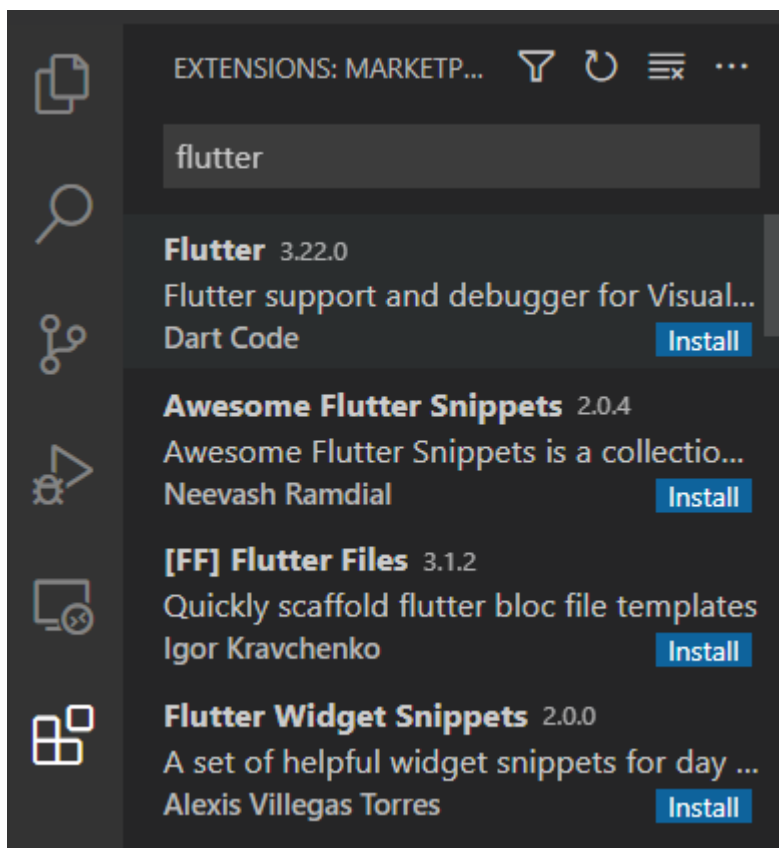 EXTENSIONS: MARKETP...
flutter
Flutter 3.22.0
Flutter support and debugger for Visual...
Dart Code Install
Awesome Flutter Snippets 2.0.4
Awesome Flutter Snippets is a collectio...
Neevash Ramdial Install
[FF] Flutter Files 3.1.2
Quickly scaffold flutter bloc file templates
Igor Kravchenko Install
Flutter Widget Snippets 2.0.0
A set of helpful widget snippets for day ...
Alexis Villegas Torres Install